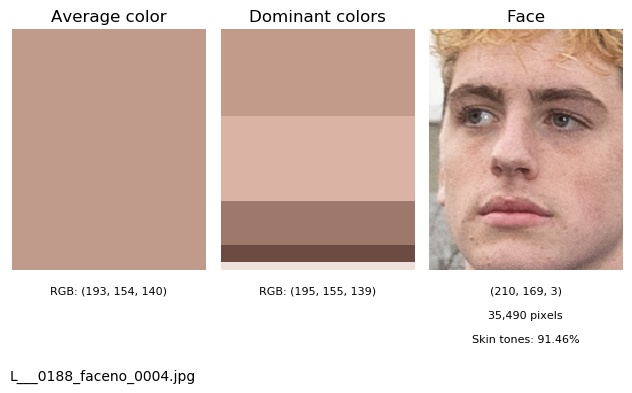 Average color
Dominant colors
Face
RGB: (193, 154, 140)
RGB: (195, 155, 139)
(210, 169, 3)
35,490 pixels
Skin tones: 91.46%
L___0188_faceno_0004.jpg